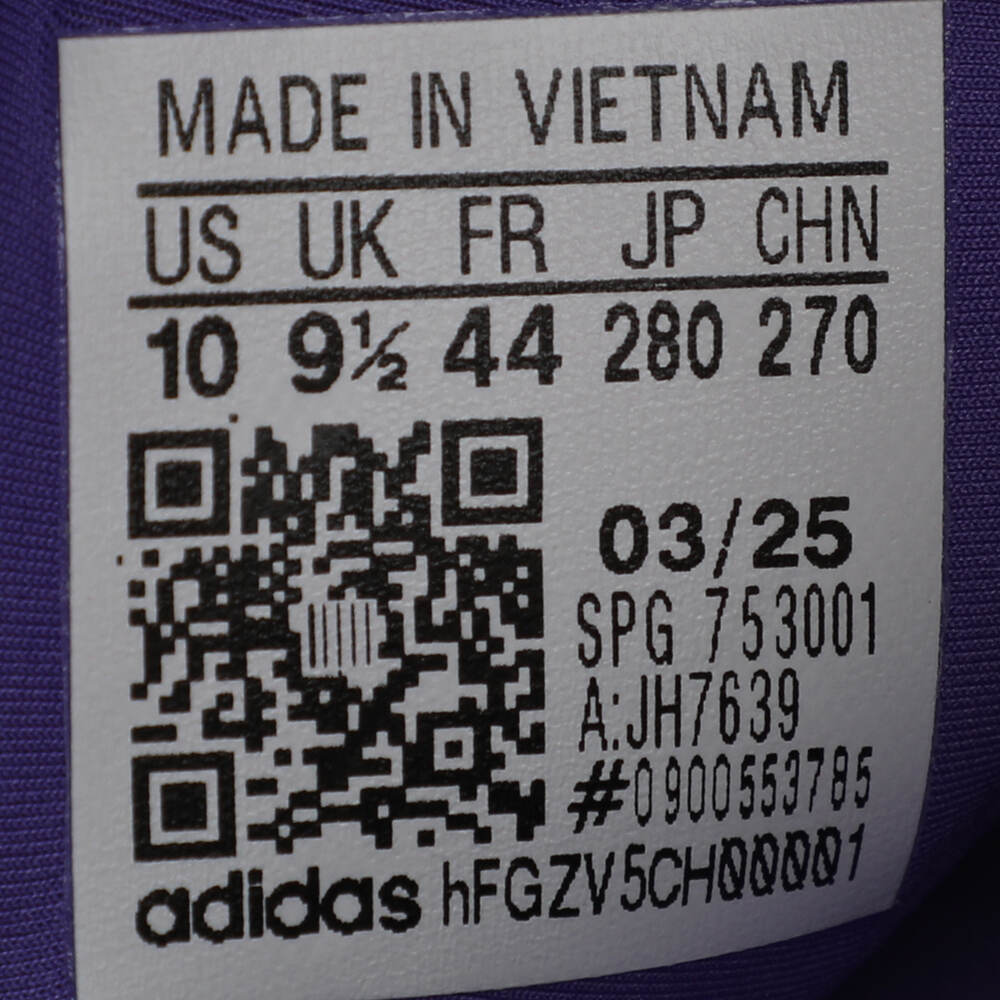 MADE IN VIETNAM
US UK FR JP CHN
10 9½ 44 280 270
03/25
SPG 753001
A:JH7639
#0900553785
adidas hFGZV5CH00001